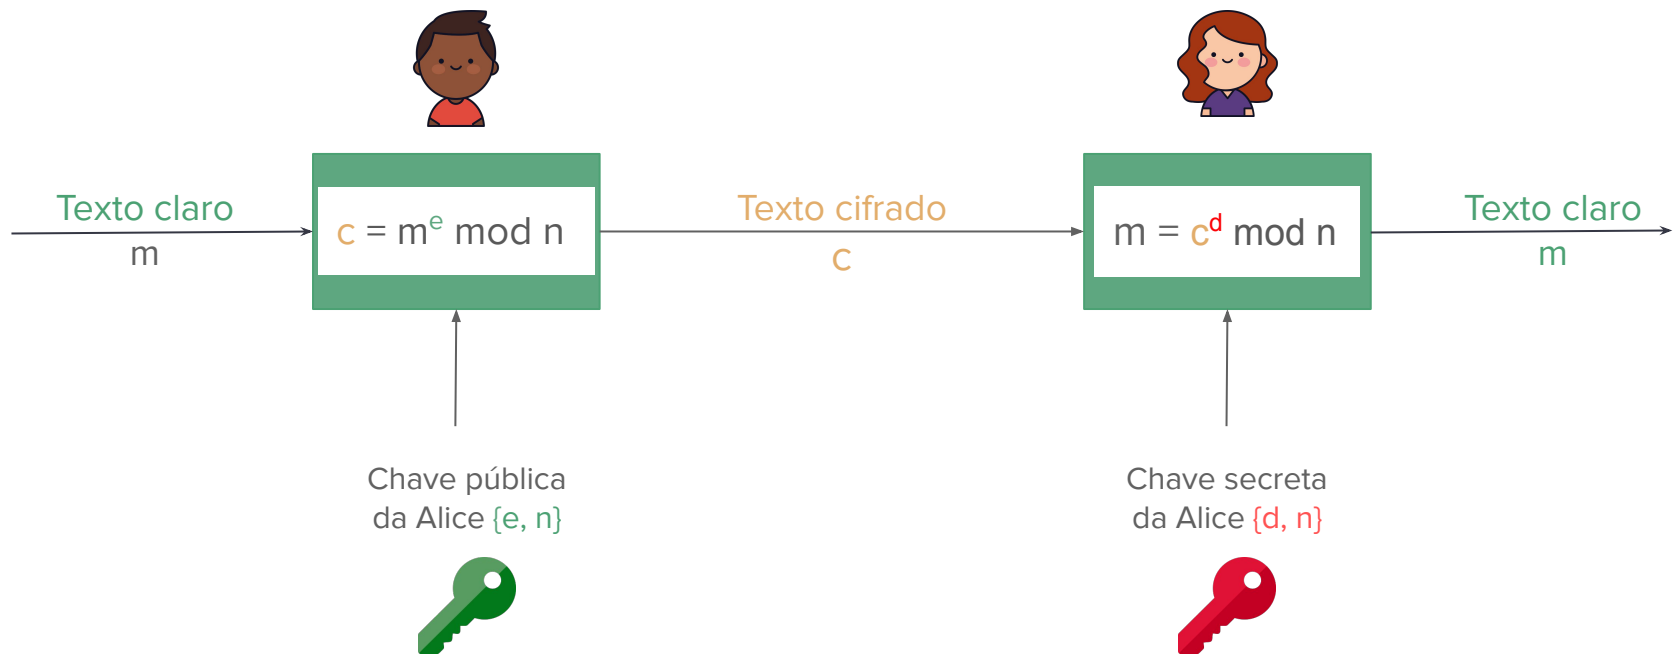 Texto claro
m
c = m^e mod n
Texto cifrado
c
m = c^d mod n
Texto claro
m
Chave pública
da Alice {e, n}
Chave secreta
da Alice {d, n}